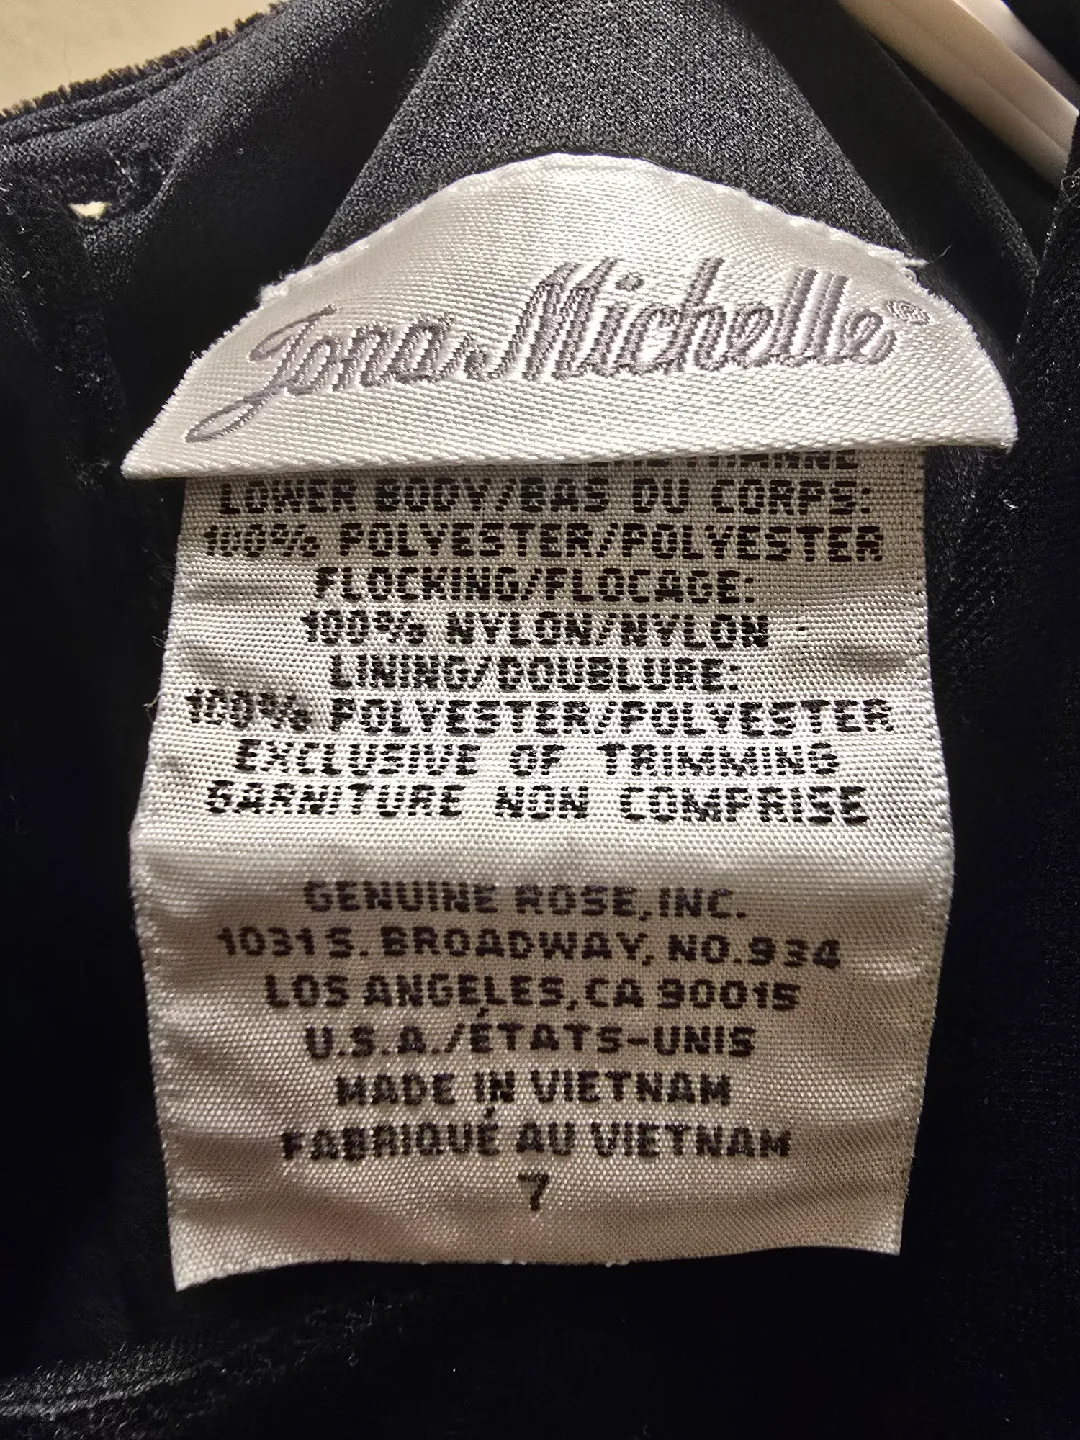 Jona Michelle®
LOWER BODY/BAS DU CORPS:
100% POLYESTER/POLYESTER
FLOCKING/FLOCAGE:
100% NYLON/NYLON
LINING/DOUBLURE:
100% POLYESTER/POLYESTER
EXCLUSIVE OF TRIMMING
GARNITURE NON COMPRISE
GENUINE ROSE, INC.
1031 S. BROADWAY, NO.934
LOS ANGELES, CA 90015
U.S.A./ÉTATS-UNIS
MADE IN VIETNAM
FABRIQUÉ AU VIETNAM
7